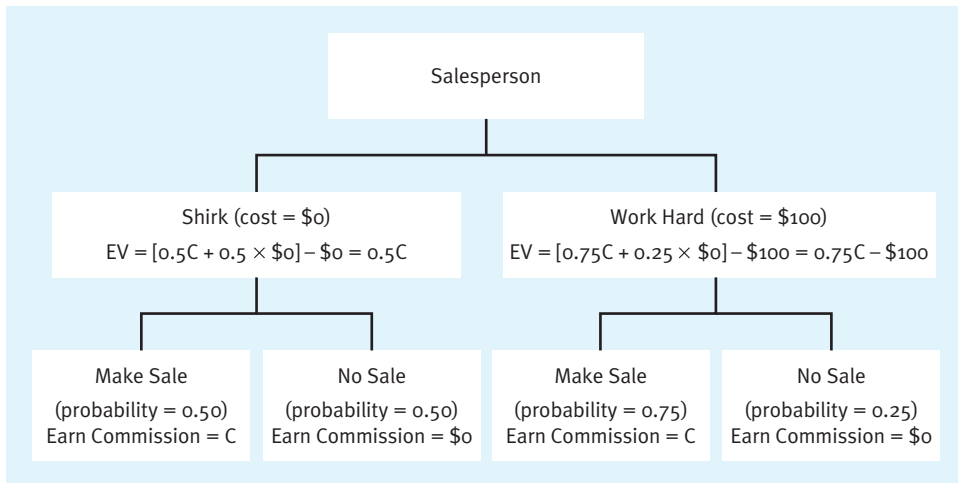 Salesperson
Shirk (cost = $0)
EV = [0.5C + 0.5 × $0] – $0 = 0.5C
Work Hard (cost = $100)
EV = [0.75C + 0.25 × $0] – $100 = 0.75C – $100
Make Sale
(probability = 0.50)
Earn Commission = C
No Sale
(probability = 0.50)
Earn Commission = $0
Make Sale
(probability = 0.75)
Earn Commission = C
No Sale
(probability = 0.25)
Earn Commission = $0